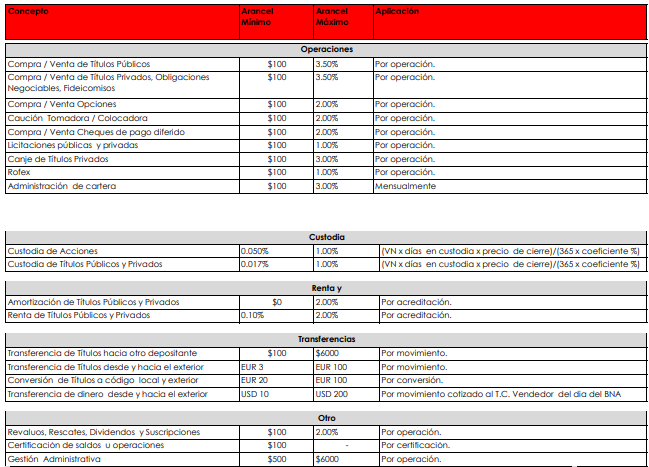 Concepto Arancel Mínimo Arancel Máximo Aplicación
Operaciones
Compra / Venta de Títulos Públicos $100 3.50% Por operación.
Compra / Venta de Títulos Privados, Obligaciones Negociables, Fideicomisos $100 3.50% Por operación.
Compra / Venta Opciones $100 2.00% Por operación.
Caución Tomadora / Colocadora $100 2.00% Por operación.
Compra / Venta Cheques de pago diferido $100 2.00% Por operación.
Licitaciones públicas y privadas $100 1.00% Por operación.
Canje de Títulos Privados $100 3.00% Por operación.
Rofex $100 1.00% Por operación.
Administración de cartera $100 3.00% Mensualmente
Custodia
Custodia de Acciones 0.050% 1.00% (VN x días en custodia x precio de cierre)/(365 x coeficiente %)
Custodia de Títulos Públicos y Privados 0.017% 1.00% (VN x días en custodia x precio de cierre)/(365 x coeficiente %)
Renta y
Amortización de Títulos Públicos y Privados $0 2.00% Por acreditación.
Renta de Títulos Públicos y Privados 0.10% 2.00% Por acreditación.
Transferencias
Transferencia de Títulos hacia otro depositante $100 $6000 Por movimiento.
Transferencia de Títulos desde y hacia el exterior EUR 3 EUR 100 Por movimiento.
Conversión de Títulos a código local y exterior EUR 20 EUR 100 Por conversión.
Transferencia de dinero desde y hacia el exterior USD 10 USD 200 Por movimiento cotizado al T.C. Vendedor del dia del BNA
Otro
Revaluos, Rescates, Dividendos y Suscripciones $100 2.00% Por operación.
Certificación de saldos u operaciones $100 - Por certificación.
Gestión Administrativa $500 $6000 Por operación.